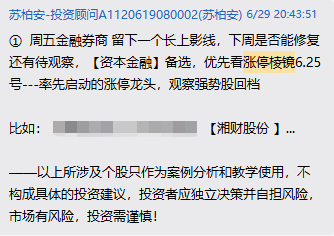 苏柏安-投资顾问A1120619080002(苏柏安) 6/29 20:43:51
① 周五金融券商 留下一个长上影线，下周是否能修复
还有待观察，【资本金融】备选，优先看涨停棱镜6.25
号---率先启动的涨停龙头，观察强势股回档
比如： 【湘财股份 】...
——以上所涉及个股只作为案例分析和教学使用，不
构成具体的投资建议，投资者应独立决策并自担风险，
市场有风险，投资需谨慎！